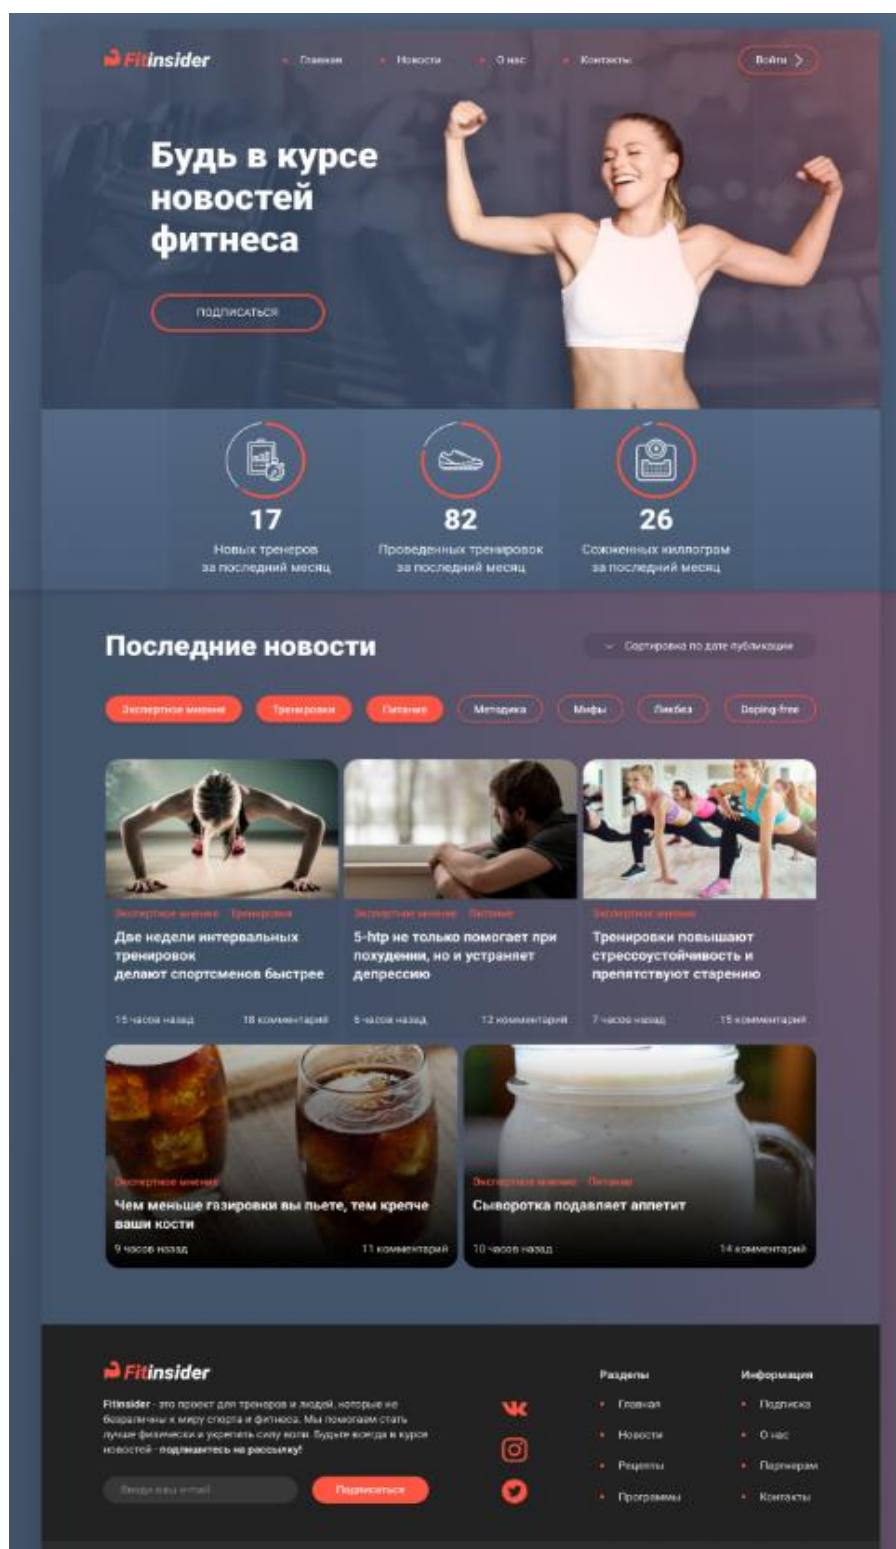 Fitinsider
Главная
Новости
О нас
Контакты
Войти
Будь в курсе
новостей
фитнеса
ПОДПИСАТЬСЯ
17
82
26
Новых тренеров
за последний месяц
Проведенных тренировок
за последний месяц
Сожженных киллограм
за последний месяц
Последние новости
Сортировка по дате публикации
Экспертное мнение
Тренировки
Питание
Методика
Мифы
Ликбез
Doping-free
Экспертное мнение Тренировки
Две недели интервальных
тренировок
делают спортсменов быстрее
15 часов назад 18 комментарий
Экспертное мнение Питание
5-htp не только помогает при
похудении, но и устраняет
депрессию
6 часов назад 12 комментарий
Экспертное мнение
Тренировки повышают
стрессоустойчивость и
препятствуют старению
7 часов назад 15 комментарий
Экспертное мнение
Чем меньше газировки вы пьете, тем крепче
ваши кости
9 часов назад 11 комментарий
Экспертное мнение Питание
Сыворотка подавляет аппетит
10 часов назад 14 комментарий
Fitinsider
Fitinsider - это проект для тренеров и людей, которые не
безразличны к миру спорта и фитнеса. Мы помогаем стать
лучше физически и укрепить силу воли. Будьте всегда в курсе
новостей - подпишитесь на рассылку!
Введи ваш e-mail
Подписаться
Разделы
Главная
Новости
Рецепты
Программы
Информация
Подписка
О нас
Партнерам
Контакты